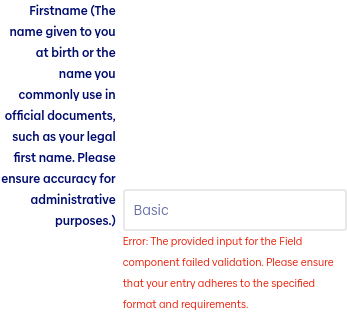 Firstname (The
name given to you
at birth or the
name you
commonly use in
official documents,
such as your legal
first name. Please
ensure accuracy for
administrative
purposes.)
Basic
Error: The provided input for the Field
component failed validation. Please ensure
that your entry adheres to the specified
format and requirements.